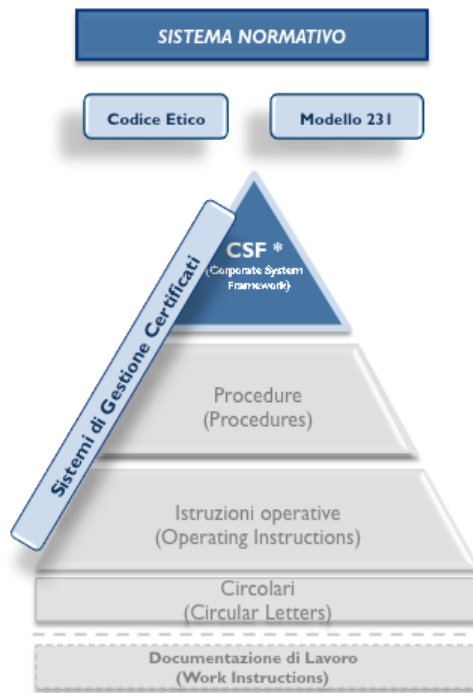 SISTEMA NORMATIVO
Codice Etico
Modello 231
CSF *
(Corporate System
Framework)
Sistemi di Gestione Certificati
Procedure
(Procedures)
Istruzioni operative
(Operating Instructions)
Circolari
(Circular Letters)
Documentazione di Lavoro
(Work Instructions)